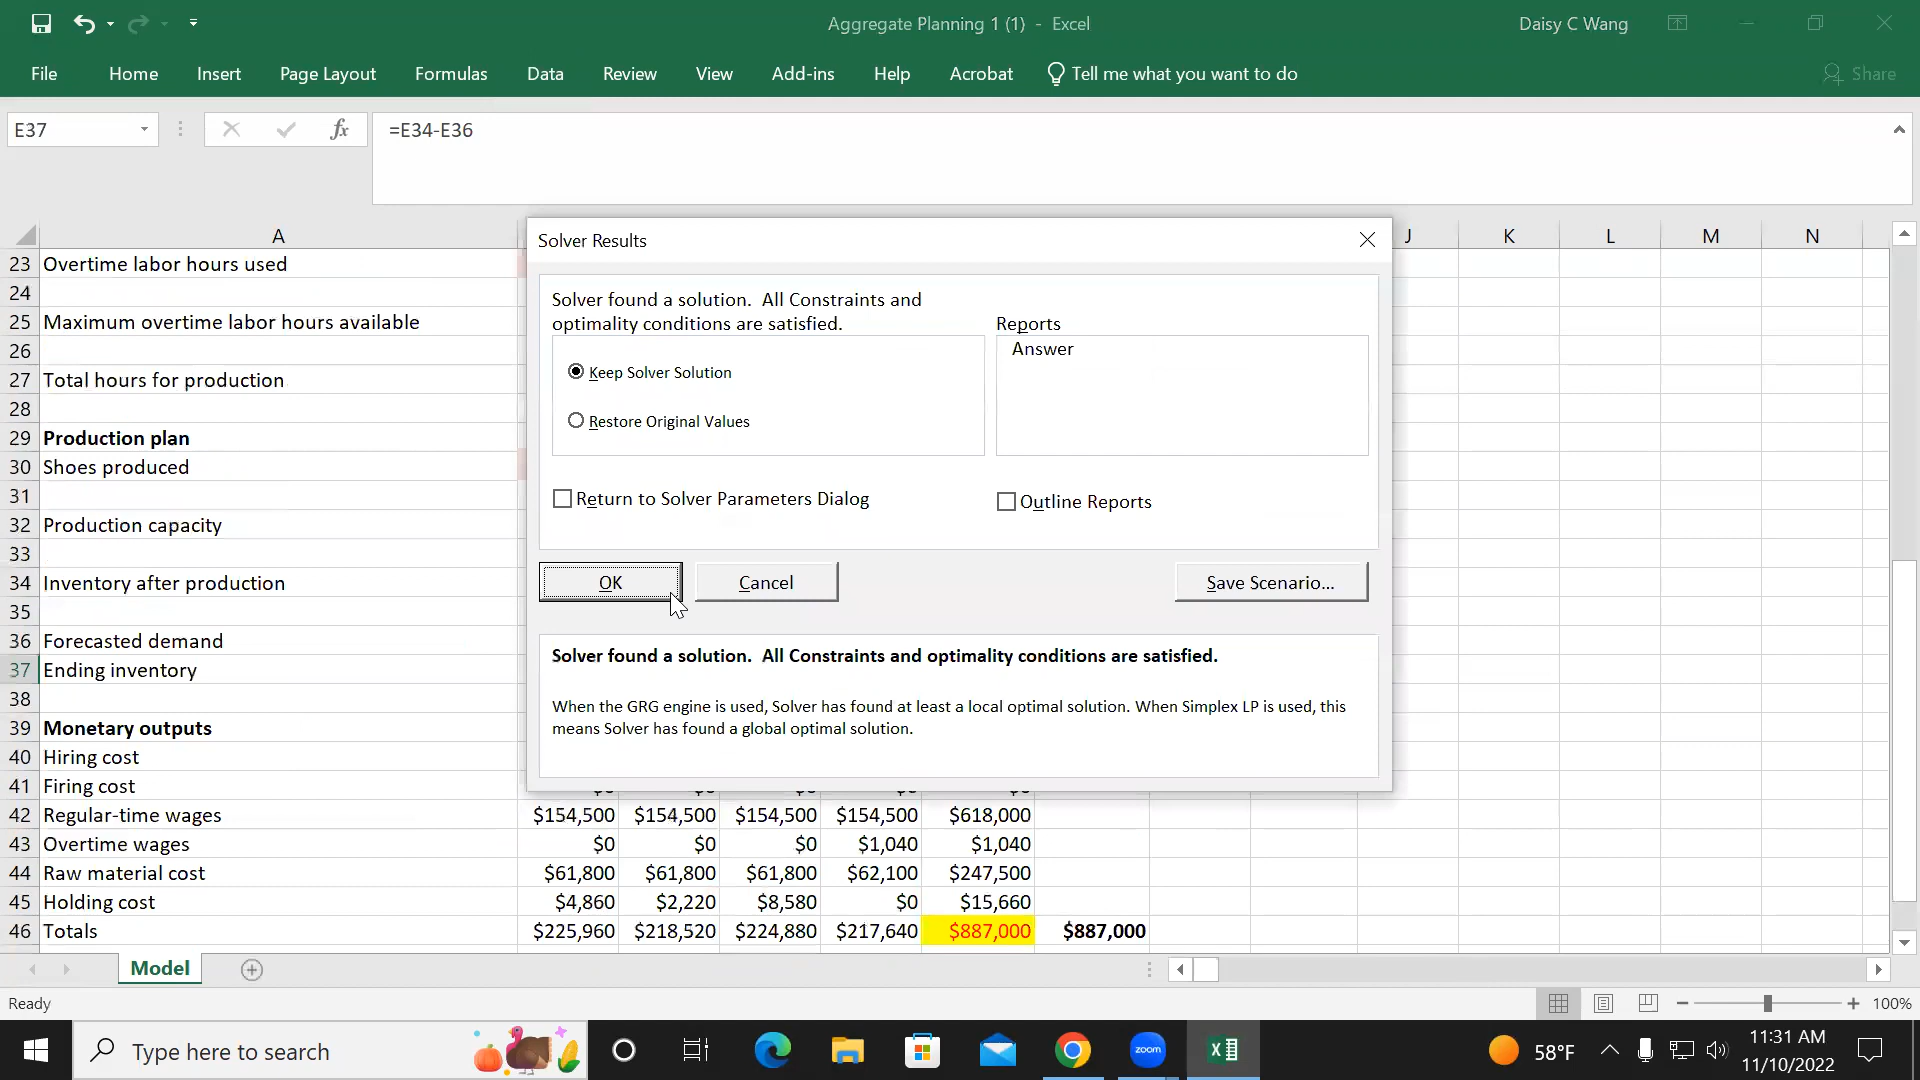 Aggregate Planning 1 (1) - Excel
Daisy C Wang
File Home Insert Page Layout Formulas Data Review View Add-ins Help Acrobat Tell me what you want to do Share
E37 fx =E34-E36
A J K L M N
23 Overtime labor hours used
24
25 Maximum overtime labor hours available
26
27 Total hours for production
28
29 Production plan
30 Shoes produced
31
32 Production capacity
33
34 Inventory after production
35
36 Forecasted demand
37 Ending inventory
38
39 Monetary outputs
40 Hiring cost
41 Firing cost
42 Regular-time wages $154,500 $154,500 $154,500 $154,500 $618,000
43 Overtime wages $0 $0 $0 $1,040 $1,040
44 Raw material cost $61,800 $61,800 $61,800 $62,100 $247,500
45 Holding cost $4,860 $2,220 $8,580 $0 $15,660
46 Totals $225,960 $218,520 $224,880 $217,640 $887,000 $887,000
Solver Results
Solver found a solution. All Constraints and
optimality conditions are satisfied.
Reports
Answer
Keep Solver Solution
Restore Original Values
Return to Solver Parameters Dialog
Outline Reports
OK Cancel Save Scenario...
Solver found a solution. All Constraints and optimality conditions are satisfied.
When the GRG engine is used, Solver has found at least a local optimal solution. When Simplex LP is used, this
means Solver has found a global optimal solution.
Model
Ready
100%
Type here to search
zoom
58°F
11:31 AM
11/10/2022